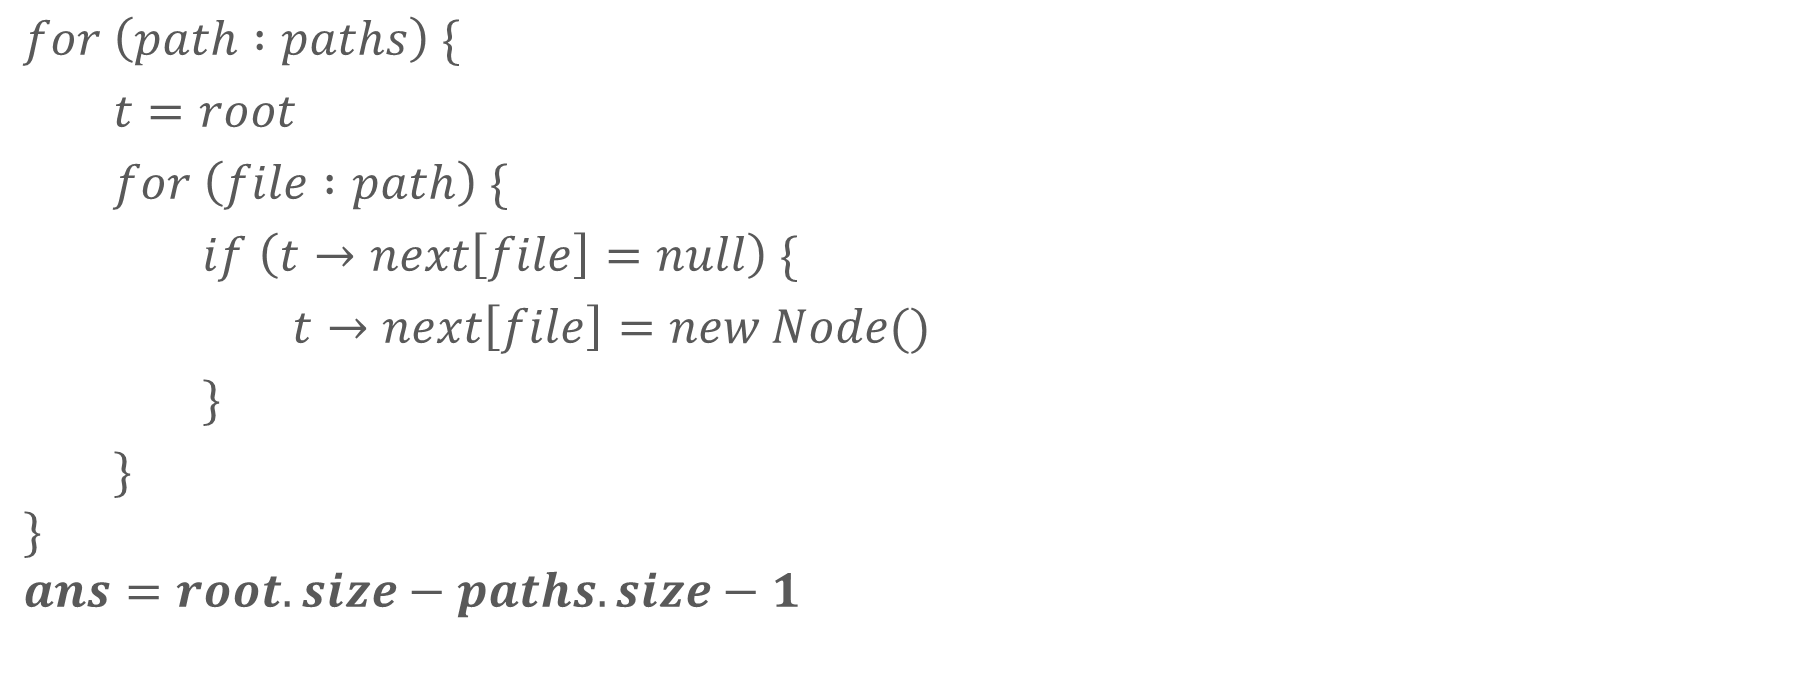 for (path : paths) {
t = root
for (file : path) {
if (t → next[file] = null) {
t → next[file] = new Node()
}
}
}
ans = root. size − paths. size − 1